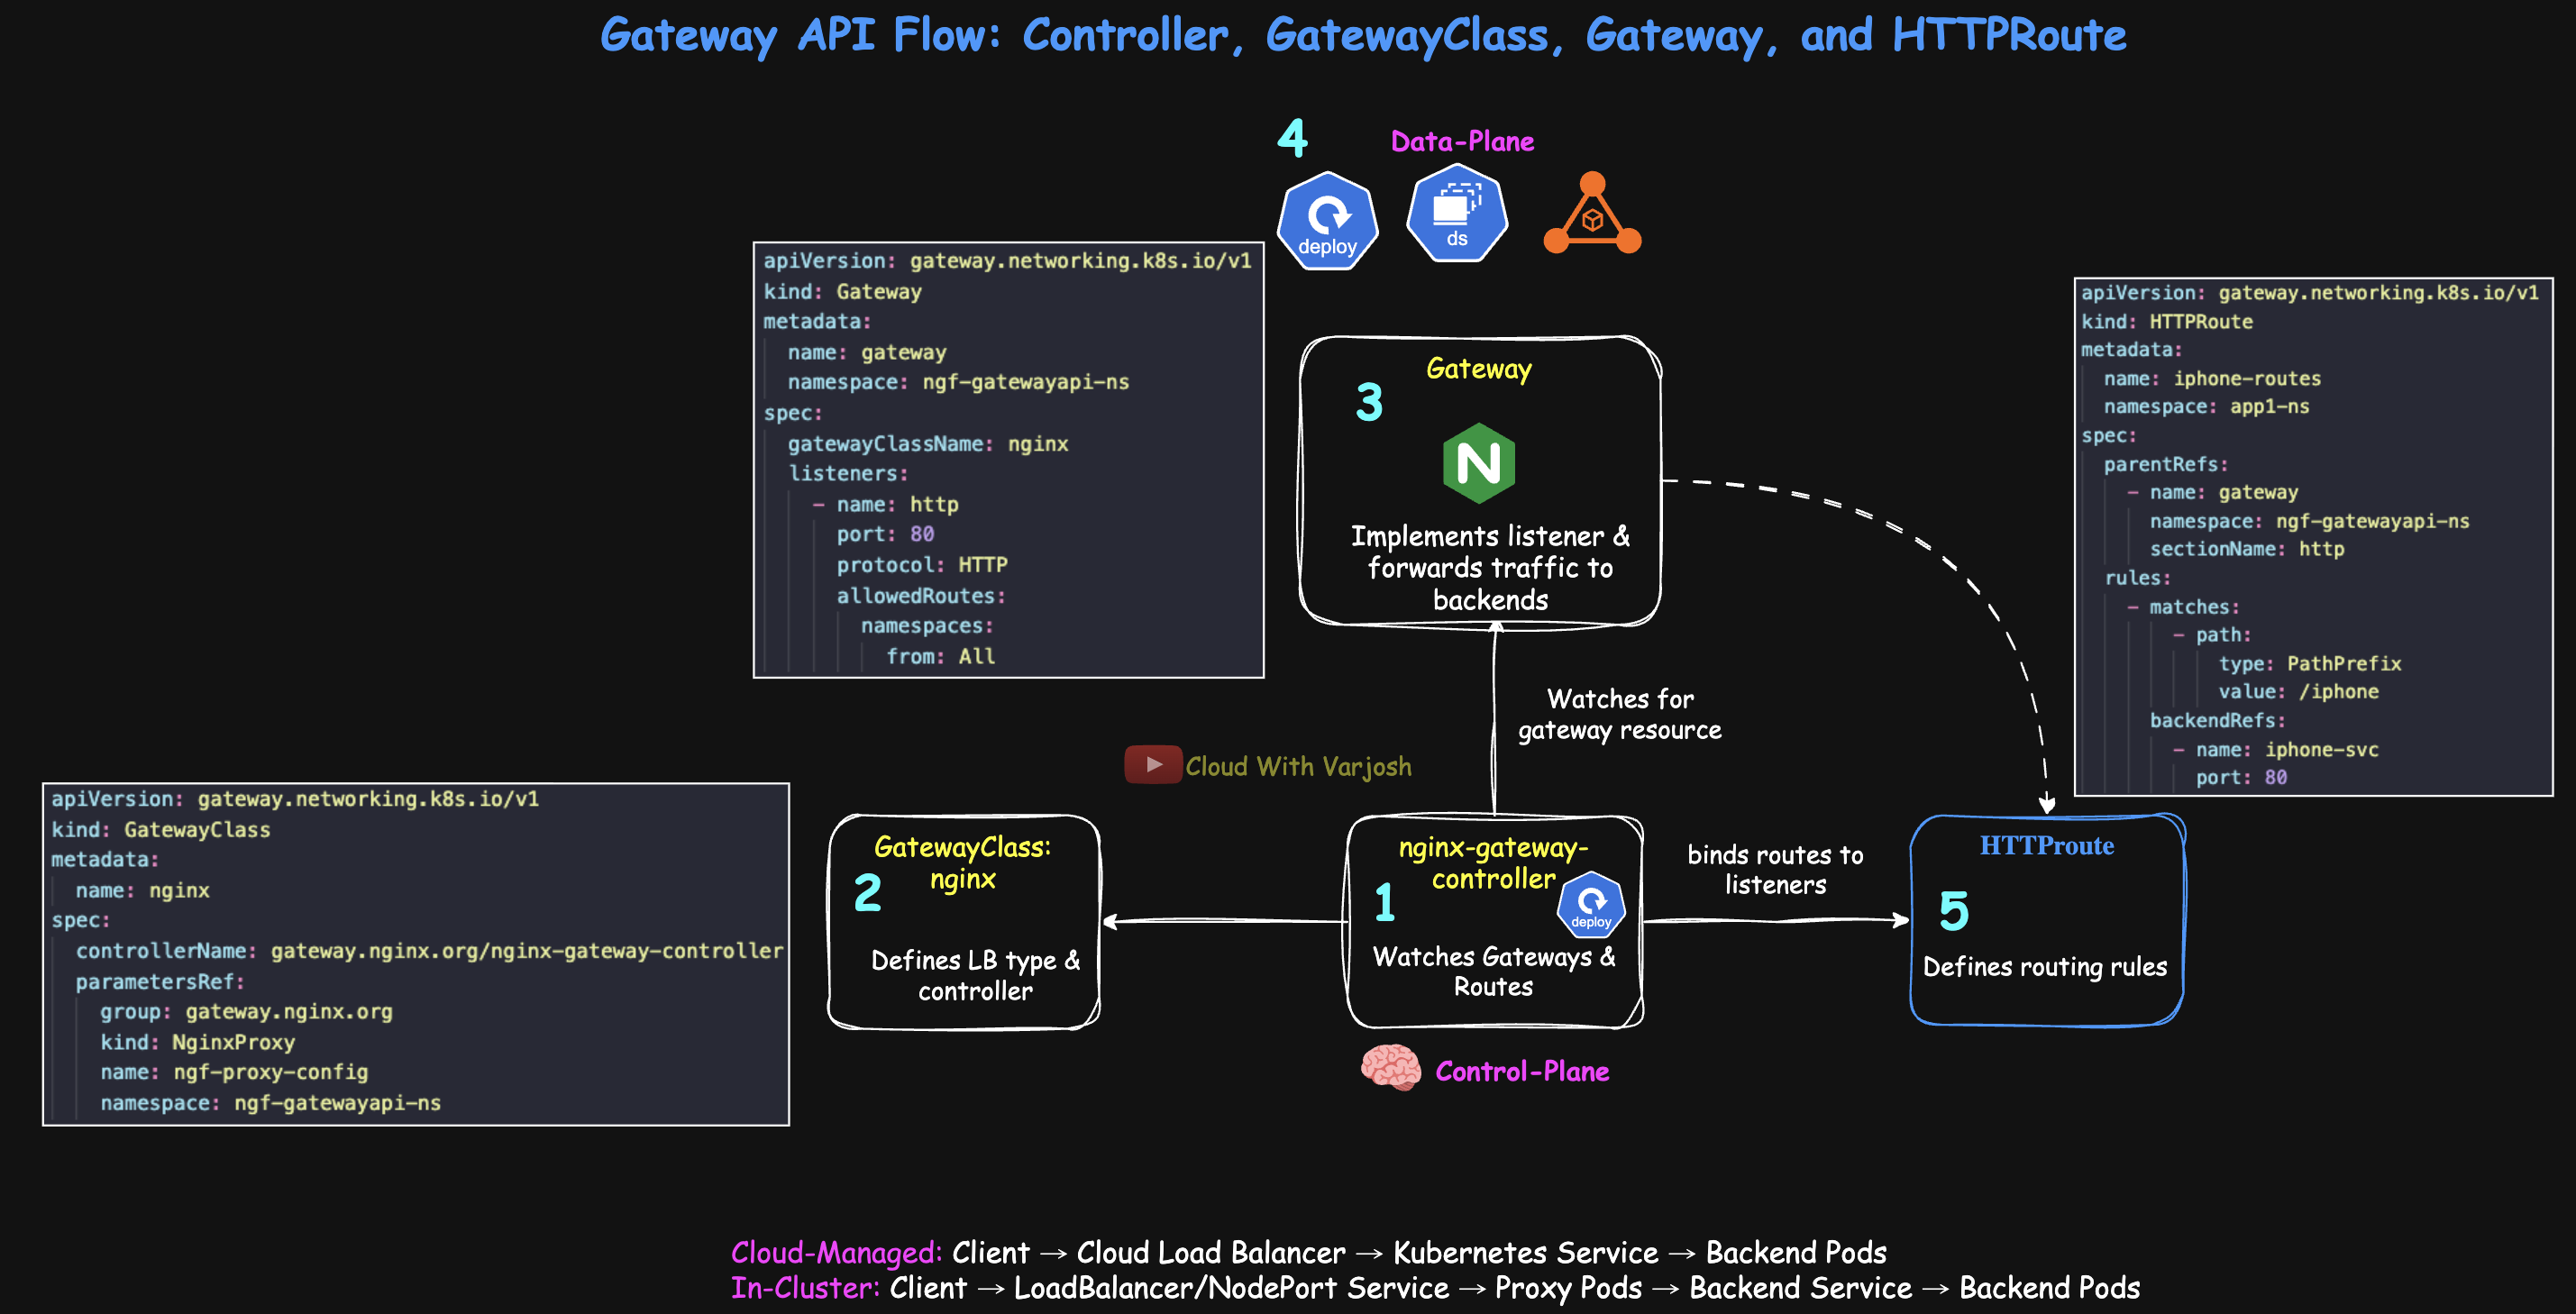 Gateway API Flow: Controller, GatewayClass, Gateway, and HTTPRoute
4
Data-Plane
deploy
ds
apiVersion: gateway.networking.k8s.io/v1
kind: Gateway
metadata:
name: gateway
namespace: ngf-gatewayapi-ns
spec:
gatewayClassName: nginx
listeners:
- name: http
port: 80
protocol: HTTP
allowedRoutes:
namespaces:
from: All
Gateway
3
N
Implements listener &
forwards traffic to
backends
apiVersion: gateway.networking.k8s.io/v1
kind: HTTPRoute
metadata:
name: iphone-routes
namespace: app1-ns
spec:
parentRefs:
- name: gateway
namespace: ngf-gatewayapi-ns
sectionName: http
rules:
- matches:
- path:
type: PathPrefix
value: /iphone
backendRefs:
- name: iphone-svc
port: 80
Watches for
gateway resource
Cloud With Varjosh
apiVersion: gateway.networking.k8s.io/v1
kind: GatewayClass
metadata:
name: nginx
spec:
controllerName: gateway.nginx.org/nginx-gateway-controller
parametersRef:
group: gateway.nginx.org
kind: NginxProxy
name: ngf-proxy-config
namespace: ngf-gatewayapi-ns
GatewayClass:
nginx
2
Defines LB type &
controller
nginx-gateway-
controller
1
deploy
Watches Gateways &
Routes
binds routes to
listeners
HTTProute
5
Defines routing rules
Control-Plane
Cloud-Managed: Client → Cloud Load Balancer → Kubernetes Service → Backend Pods
In-Cluster: Client → LoadBalancer/NodePort Service → Proxy Pods → Backend Service → Backend Pods